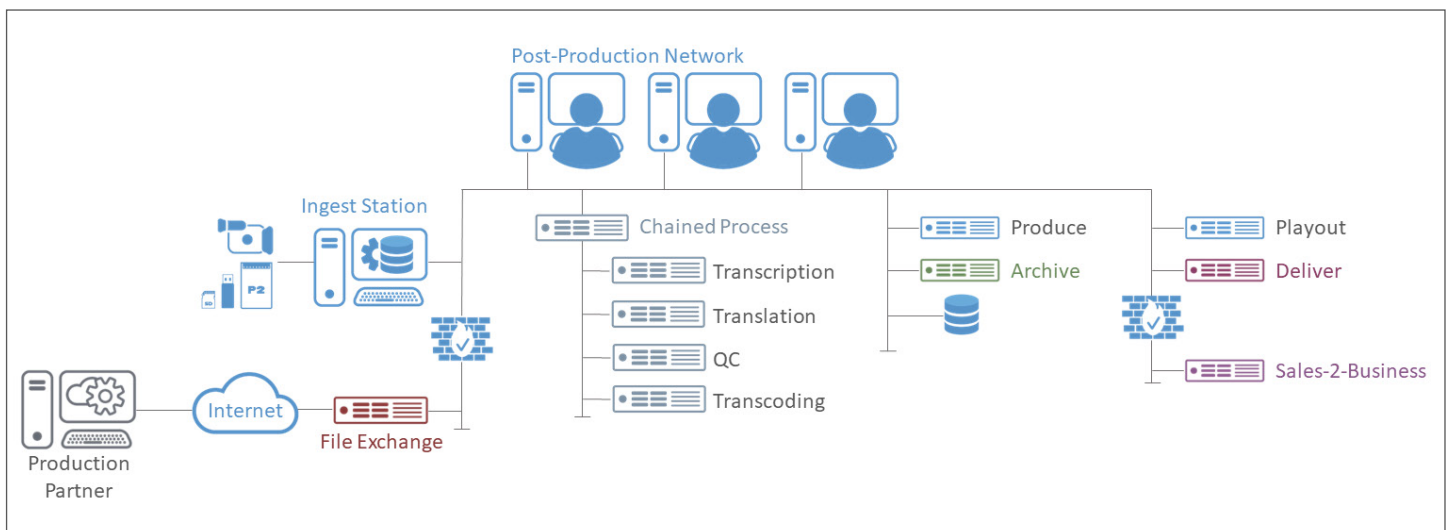 Post-Production Network
Ingest Station
P2
SD
Chained Process
Transcription
Translation
QC
Transcoding
Produce
Archive
Playout
Deliver
Sales-2-Business
Internet
File Exchange
Production
Partner